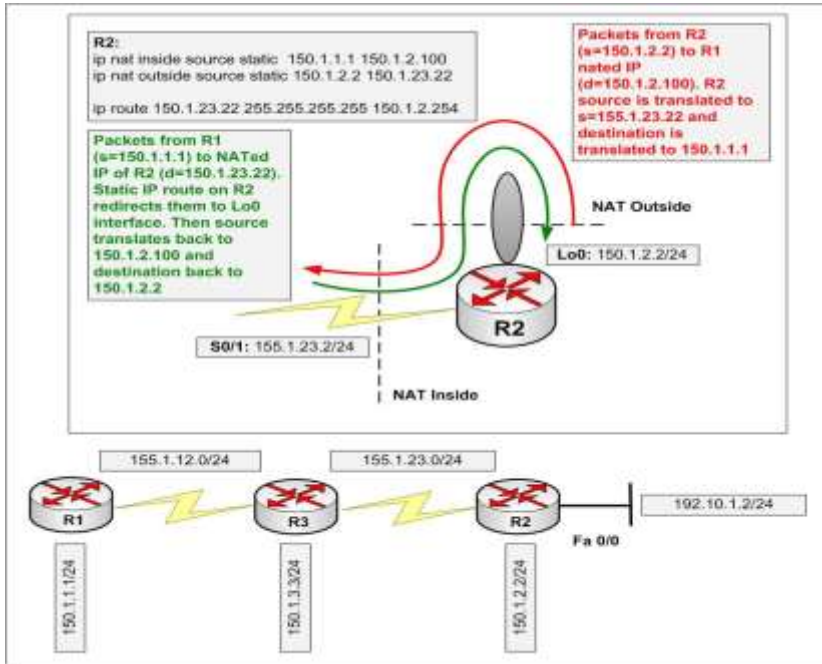 R2:
ip nat inside source static 150.1.1.1 150.1.2.100
ip nat outside source static 150.1.2.2 150.1.23.22
ip route 150.1.23.22 255.255.255.255 150.1.2.254
Packets from R2
(s=150.1.2.2) to R1
nated IP
(d=150.1.2.100). R2
source is translated to
s=155.1.23.22 and
destination is
translated to 150.1.1.1
Packets from R1
(s=150.1.1.1) to NATed
IP of R2 (d=150.1.23.22).
Static IP route on R2
redirects them to Lo0
interface. Then source
translates back to
150.1.2.100 and
destination back to
150.1.2.2
NAT Outside
Lo0: 150.1.2.2/24
R2
S0/1: 155.1.23.2/24
NAT Inside
155.1.12.0/24
155.1.23.0/24
R1
R3
R2
192.10.1.2/24
Fa 0/0
150.1.1.1/24
150.1.3.3/24
150.1.2.2/24